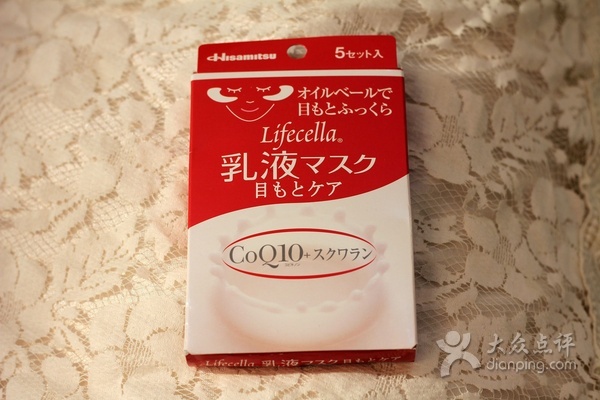 Hisamitsu
5セット入
オイルベールで
目もとふっくら
Lifecella®
乳液マスク
目もとケア
CoQ10+スクワラン
Lifecella 乳液マスク 目もとケア
大众点评
dianping.com